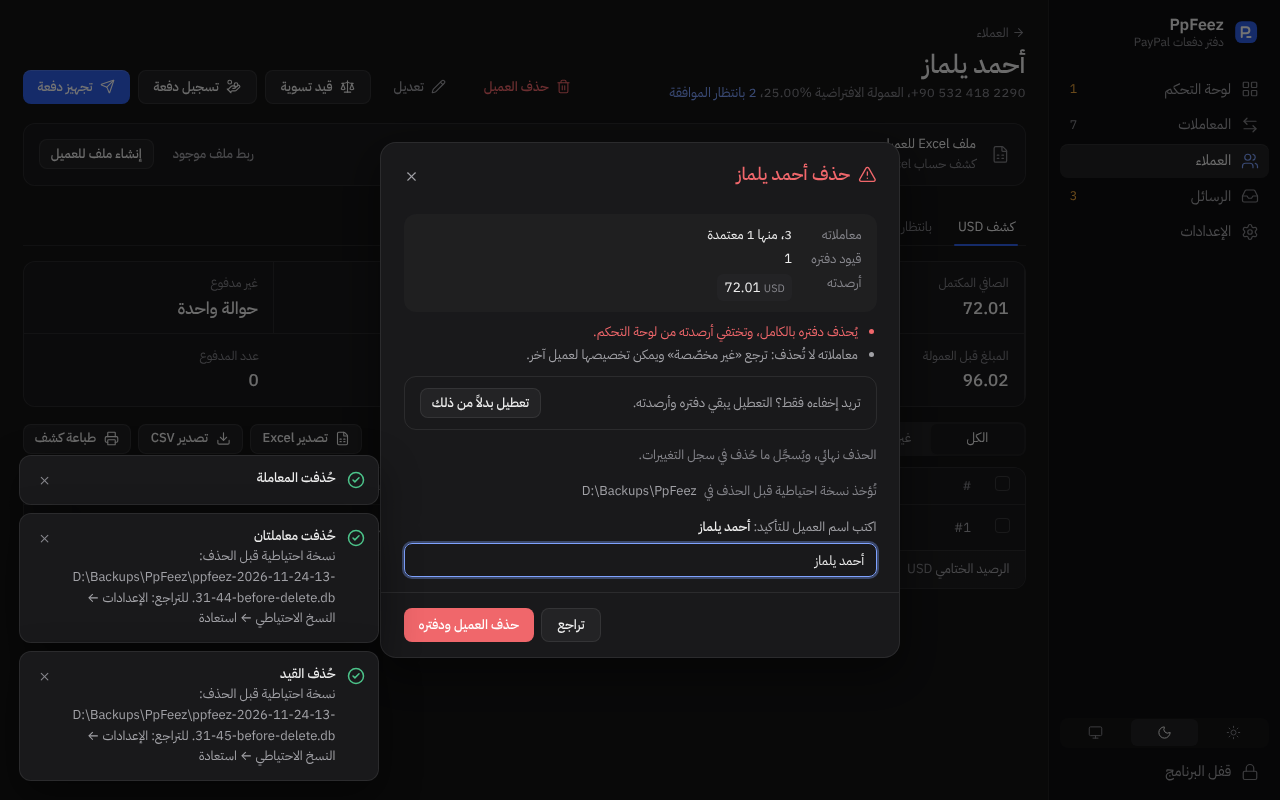 PpFeez
دفتر دفعات PayPal
لوحة التحكم 1
المعاملات 7
العملاء
الرسائل 3
الإعدادات
قفل البرنامج
العملاء
أحمد يلماز
+90 532 418 2290، العمولة الافتراضية 25.00%، 2 بانتظار الموافقة
حذف العميل
تعديل
قيد تسوية
تسجيل دفعة
تجهيز دفعة
ملف Excel للعميل
كشف حساب
ربط ملف موجود
إنشاء ملف للعميل
كشف USD
بانتظار
الصافي المكتمل
72.01
غير مدفوع
حوالة واحدة
المبلغ قبل العمولة
96.02
عدد المدفوع
0
الكل
تصدير Excel
تصدير CSV
طباعة كشف
#
#1
الرصيد الختامي USD
حذف أحمد يلماز
معاملاته 3، منها 1 معتمدة
قيود دفتره 1
أرصدته 72.01 USD
يُحذف دفتره بالكامل، وتختفي أرصدته من لوحة التحكم.
معاملاته لا تُحذف: ترجع «غير مخصّصة» ويمكن تخصيصها لعميل آخر.
تريد إخفاءه فقط؟ التعطيل يبقي دفتره وأرصدته.
تعطيل بدلاً من ذلك
الحذف نهائي، ويُسجَّل ما حُذف في سجل التغييرات.
تُؤخذ نسخة احتياطية قبل الحذف في D:\Backups\PpFeez
اكتب اسم العميل للتأكيد: أحمد يلماز
أحمد يلماز
تراجع
حذف العميل ودفتره
حُذفت المعاملة
حُذفت معاملتان
نسخة احتياطية قبل الحذف:
D:\Backups\PpFeez\ppfeez-2026-11-24-13-
31-44-before-delete.db. للتراجع: الإعدادات ←
النسخ الاحتياطي ← استعادة
حُذف القيد
نسخة احتياطية قبل الحذف:
D:\Backups\PpFeez\ppfeez-2026-11-24-13-
31-45-before-delete.db. للتراجع: الإعدادات ←
النسخ الاحتياطي ← استعادة